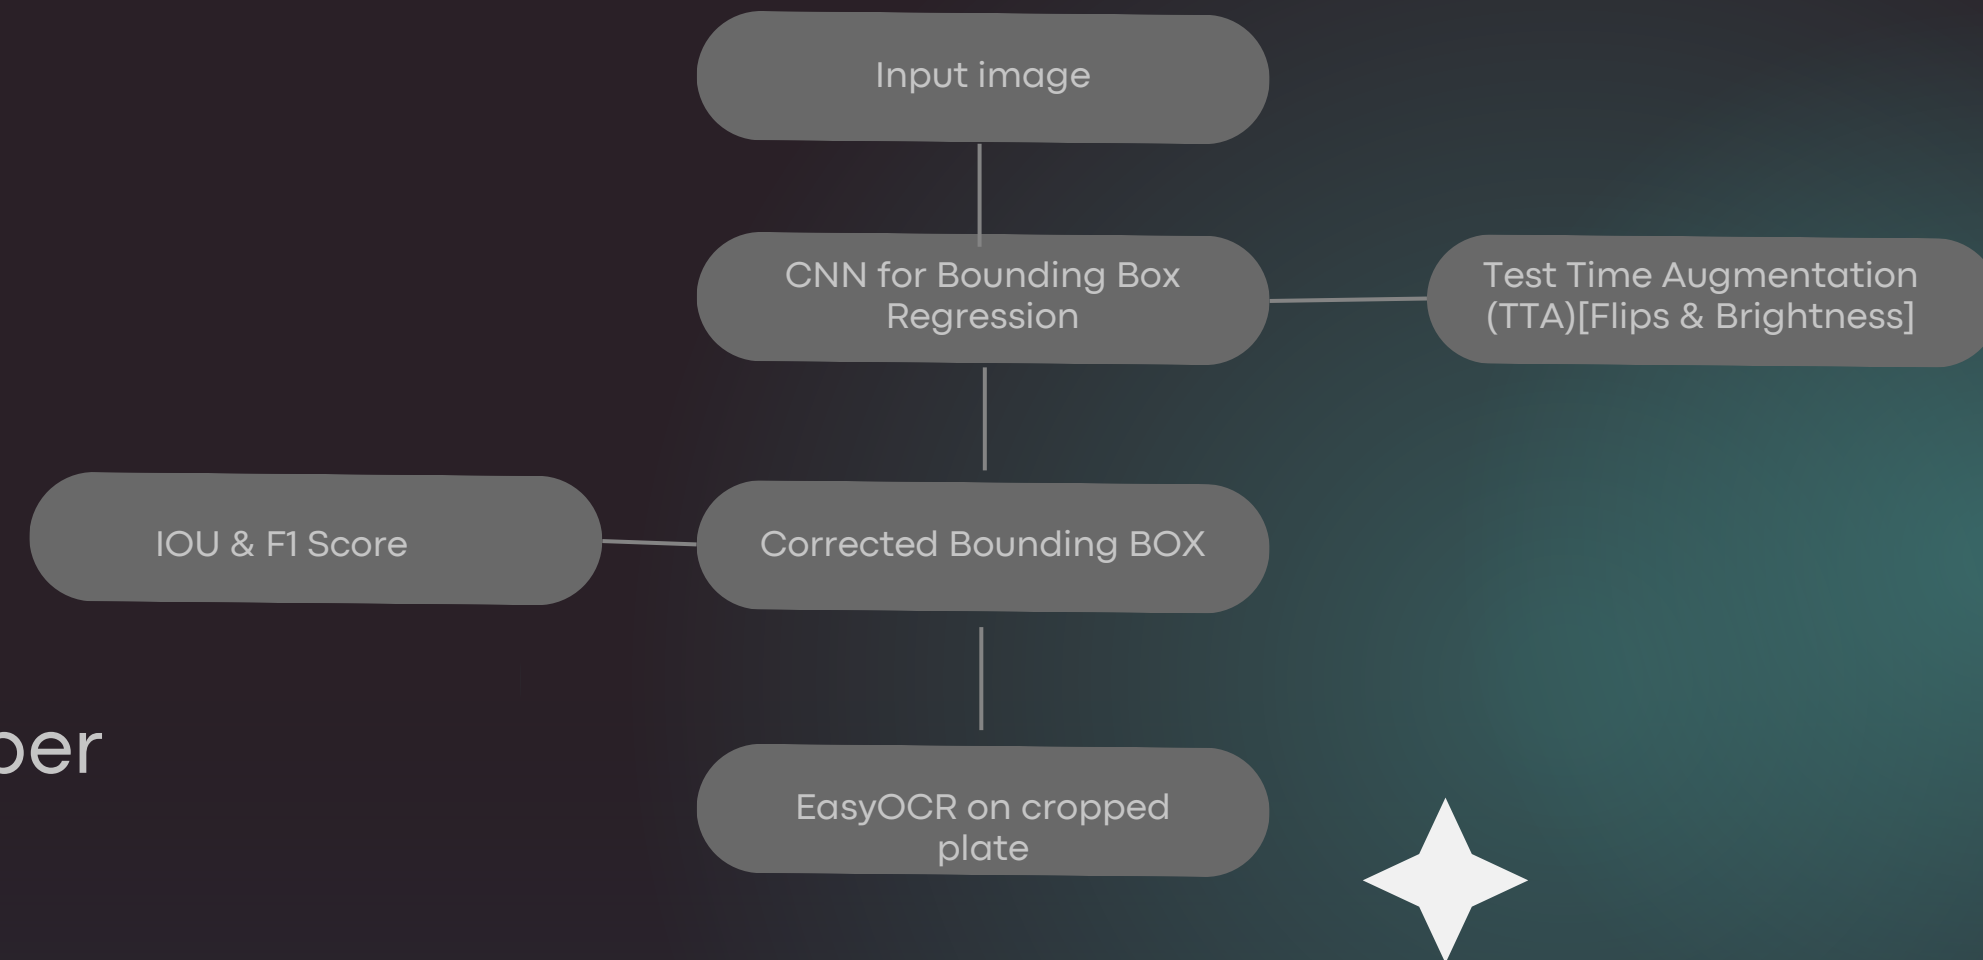 Input image
CNN for Bounding Box
Regression
Test Time Augmentation
(TTA)[Flips & Brightness]
IOU & F1 Score
Corrected Bounding BOX
EasyOCR on cropped
plate